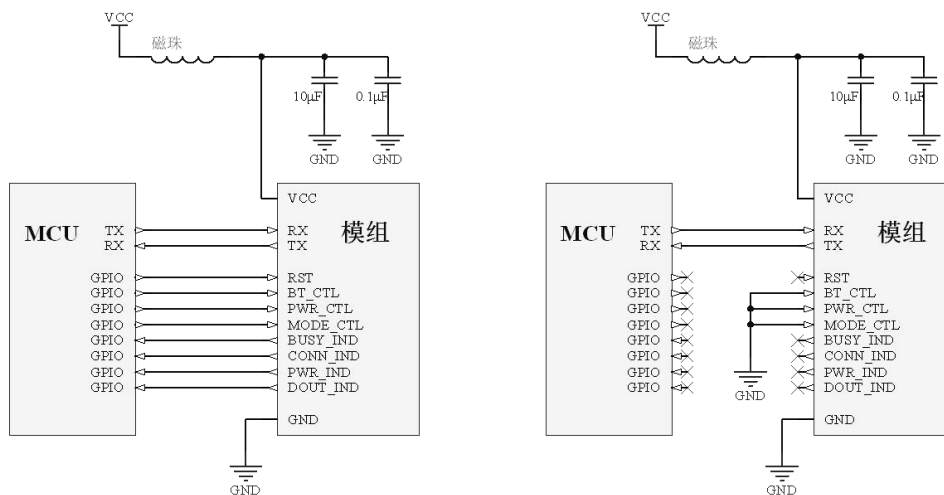 VCC
磁珠
10μF
0.1μF
GND
GND
VCC
MCU
模组
TX
RX
RX
TX
GPIO
RST
GPIO
BT_CTL
GPIO
PWR_CTL
GPIO
MODE_CTL
GPIO
BUSY_IND
GPIO
CONN_IND
GPIO
PWR_IND
GPIO
DOUT_IND
GND
GND
VCC
磁珠
10μF
0.1μF
GND
GND
VCC
MCU
模组
TX
RX
RX
TX
GPIO
RST
GPIO
BT_CTL
GPIO
PWR_CTL
GPIO
MODE_CTL
GPIO
BUSY_IND
GPIO
CONN_IND
GPIO
PWR_IND
GPIO
DOUT_IND
GND
GND
GND